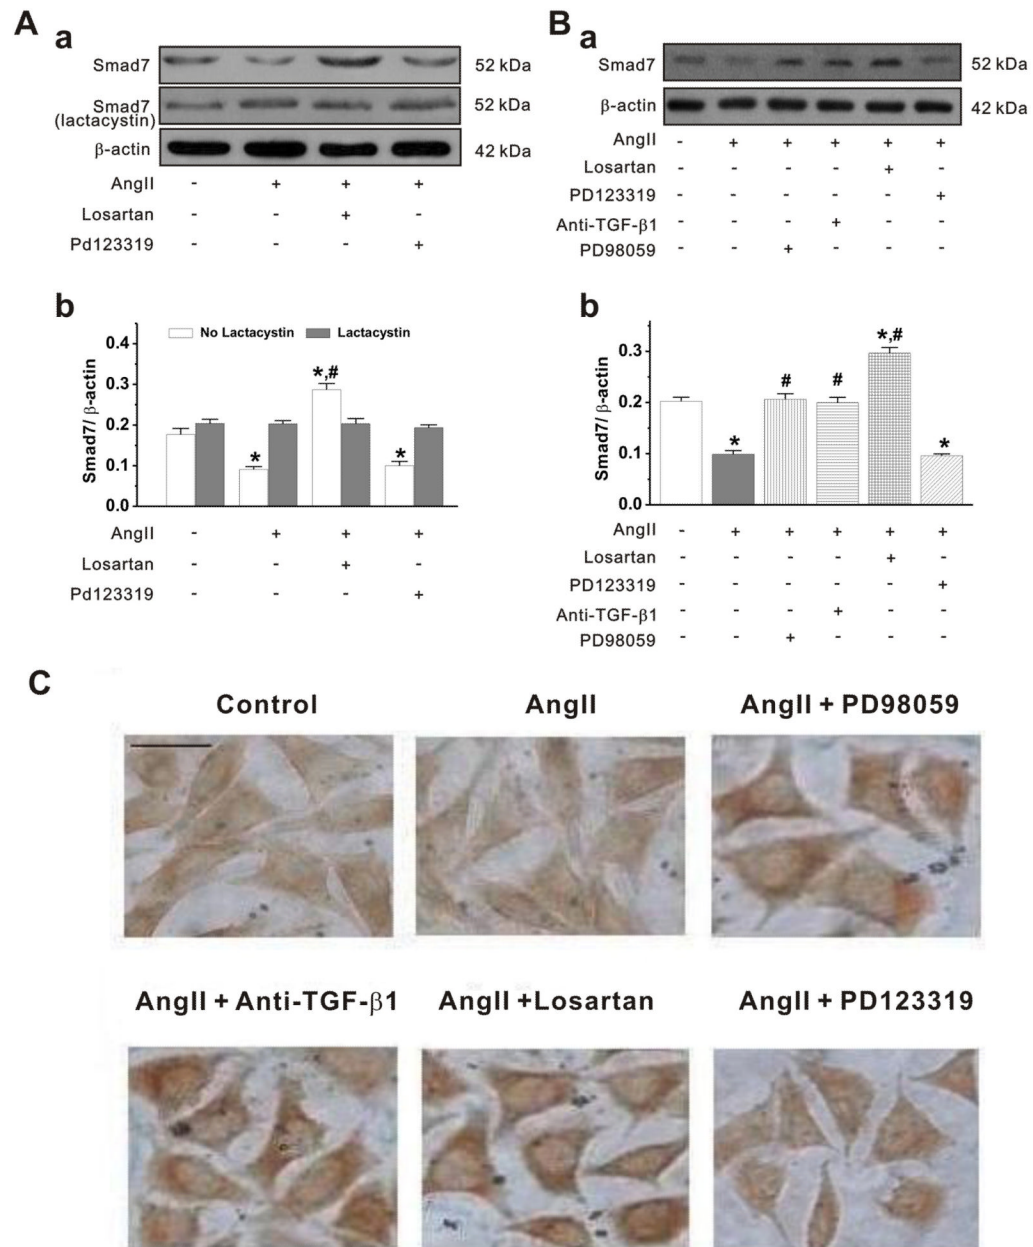 A
a
Smad7
52 kDa
Smad7
(lactacystin)
52 kDa
β-actin
42 kDa
AngII - + + +
Losartan - - + -
Pd123319 - - - +
b
No Lactacystin Lactacystin
Smad7/ β-actin
0.4
0.3
0.2
0.1
0.0
*
*,#
*
AngII - + + +
Losartan - - + -
Pd123319 - - - +
B
a
Smad7
52 kDa
β-actin
42 kDa
AngII - + + + + +
Losartan - - - - + -
PD123319 - - - - - +
Anti-TGF-β1 - - - + - -
PD98059 - - + - - -
b
Smad7/ β-actin
0.3
0.2
0.1
0.0
*
#
#
*,#
*
AngII - + + + + +
Losartan - - - - + -
PD123319 - - - - - +
Anti-TGF-β1 - - - + - -
PD98059 - - + - - -
C
Control
AngII
AngII + PD98059
AngII + Anti-TGF-β1
AngII +Losartan
AngII + PD123319